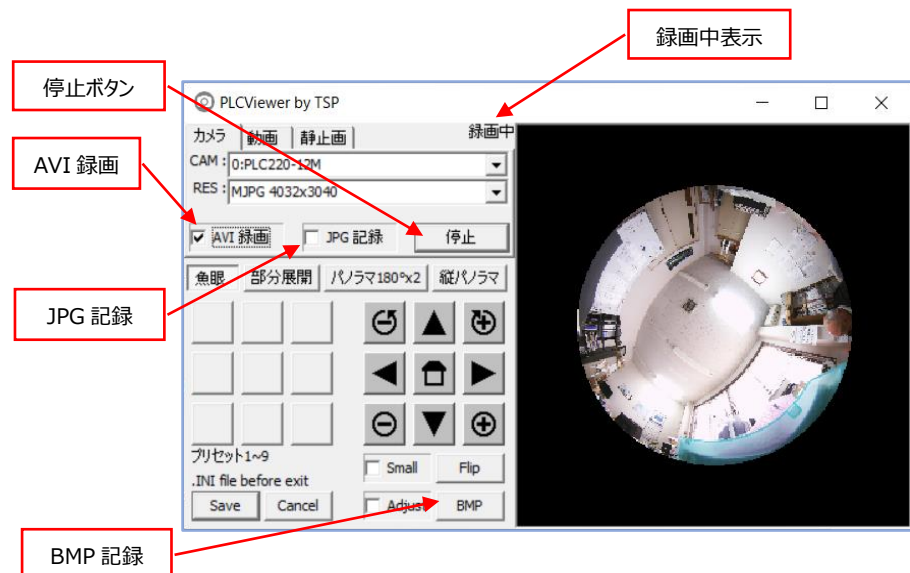 録画中表示
停止ボタン
PLCViewer by TSP
カメラ 動画 静止画 録画中
AVI 録画
CAM : 0:PLC220-12M
RES : MJPG 4032x3040
AVI 録画 JPG 記録 停止
魚眼 部分展開 パノラマ180°x2 縦パノラマ
JPG 記録
プリセット1~9
.INI file before exit
Small Flip
Save Cancel Adjust BMP
BMP 記録